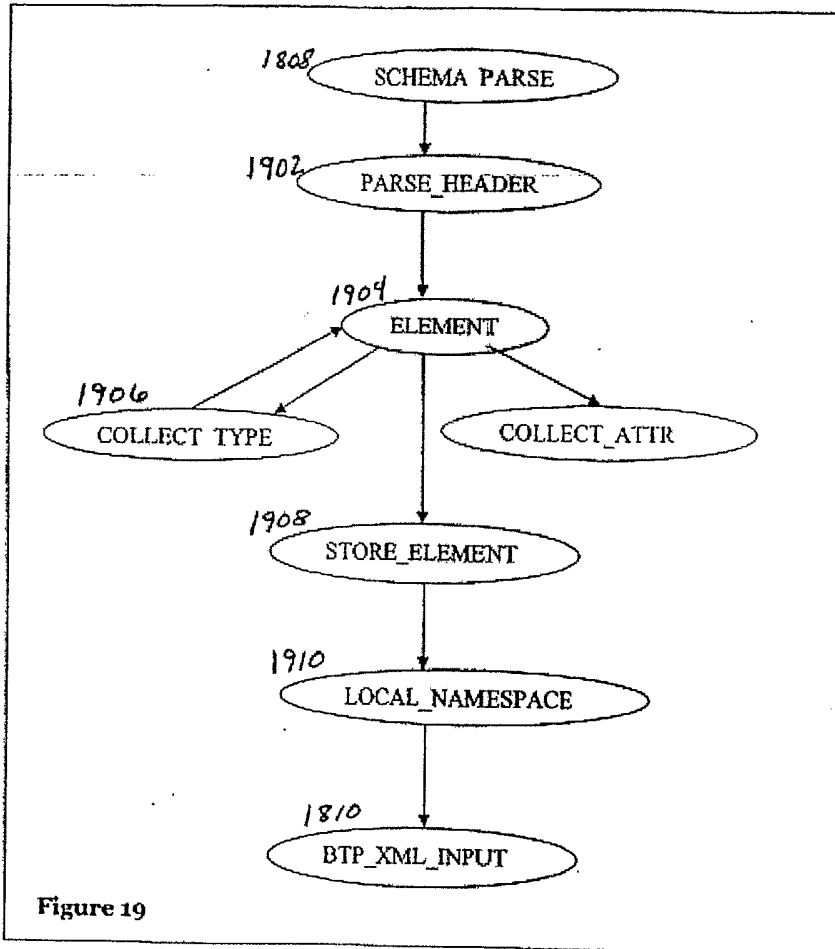 1808
SCHEMA PARSE
1902
PARSE_HEADER
1904
ELEMENT
1906
COLLECT TYPE
COLLECT_ATTR
1908
STORE_ELEMENT
1910
LOCAL_NAMESPACE
1810
BTP_XML_INPUT
Figure 19